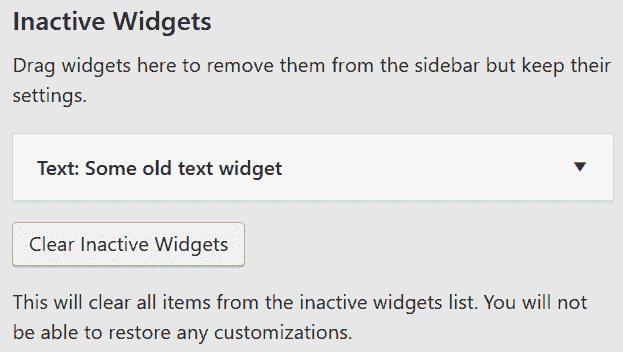 Inactive Widgets
Drag widgets here to remove them from the sidebar but keep their
settings.
Text: Some old text widget
Clear Inactive Widgets
This will clear all items from the inactive widgets list. You will not
be able to restore any customizations.